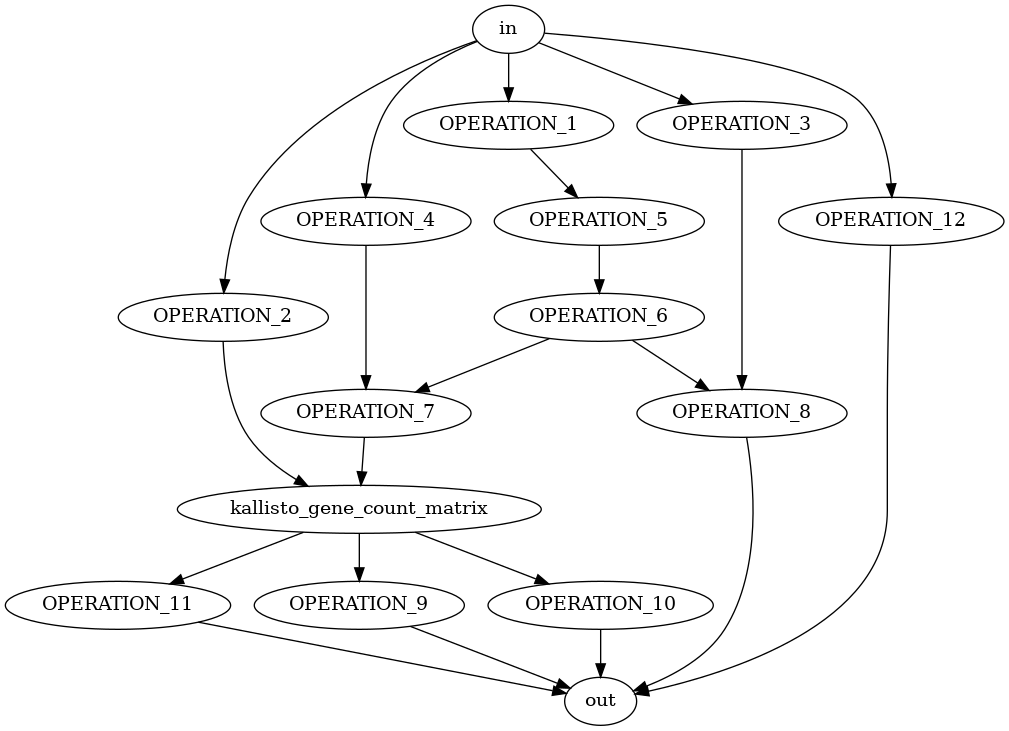 in
OPERATION_1
OPERATION_3
OPERATION_4
OPERATION_5
OPERATION_12
OPERATION_2
OPERATION_6
OPERATION_7
OPERATION_8
kallisto_gene_count_matrix
OPERATION_11
OPERATION_9
OPERATION_10
out